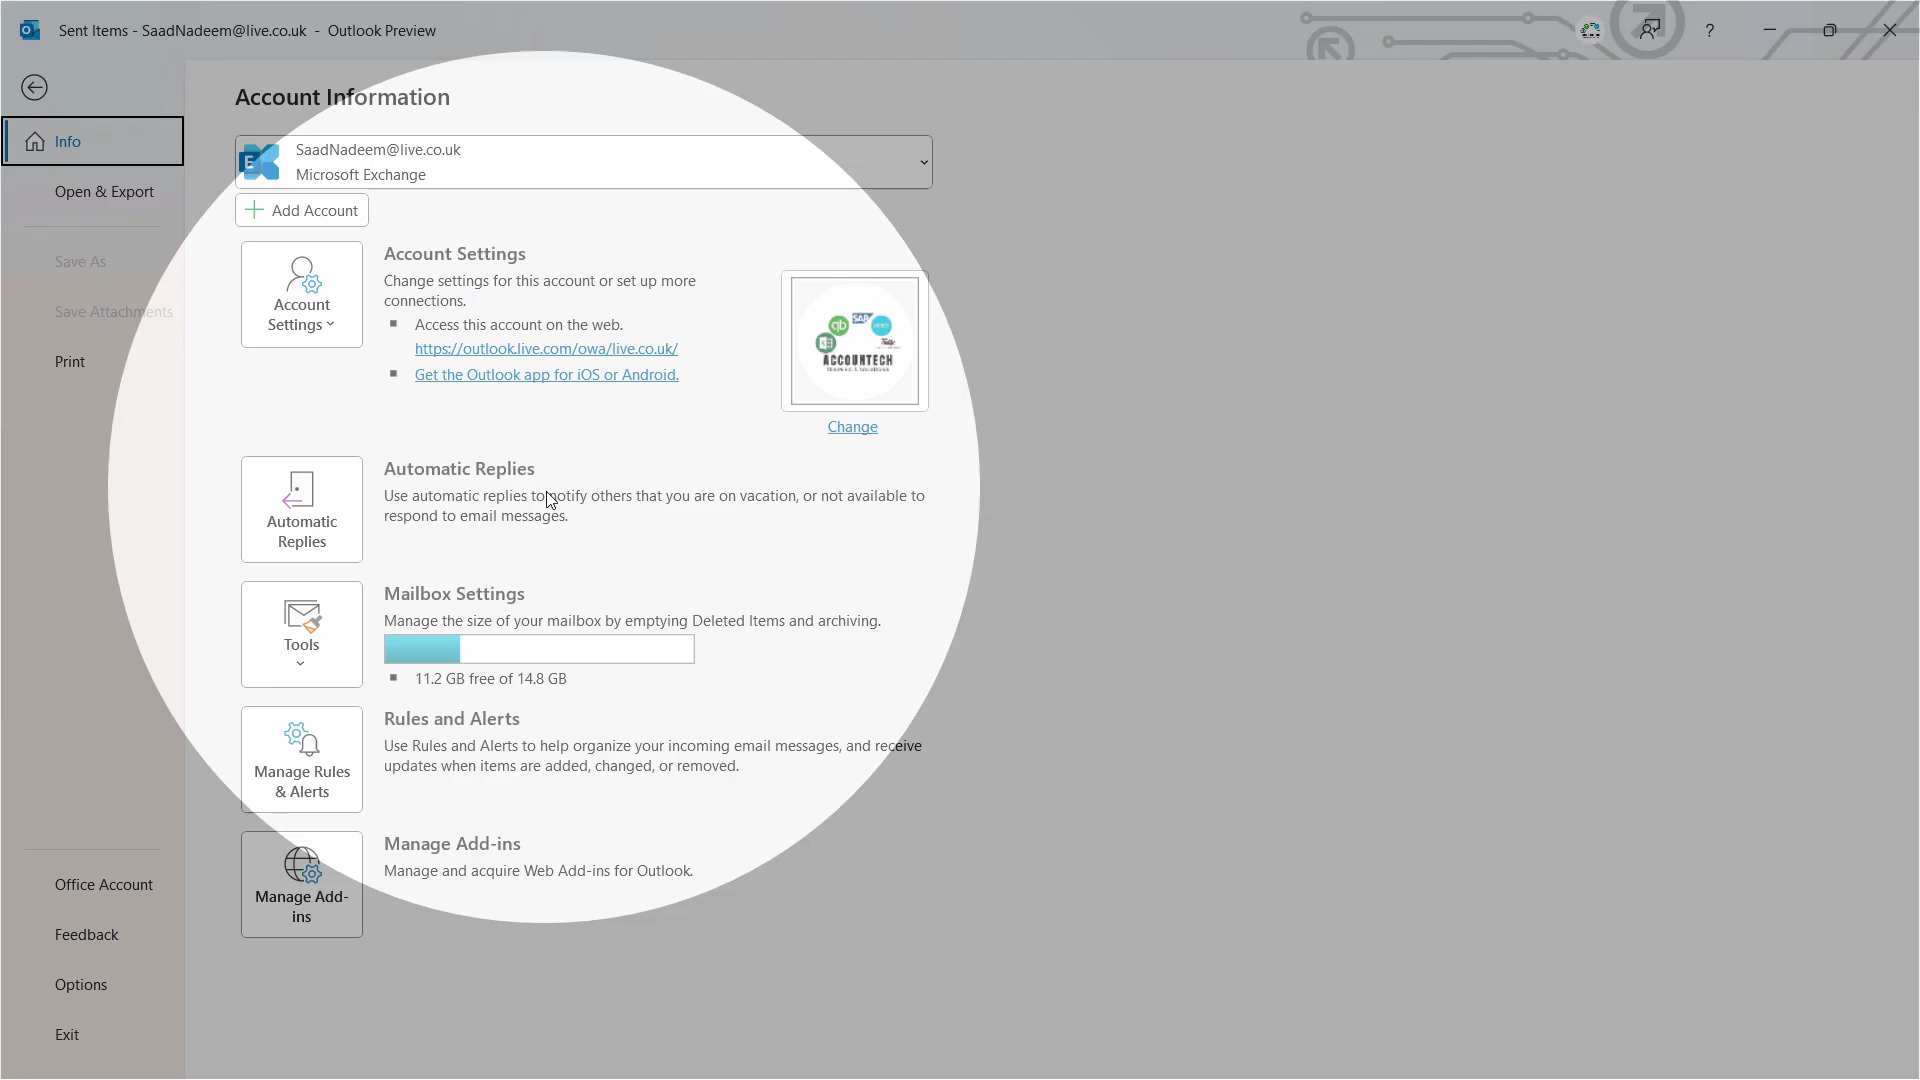 Sent Items - SaadNadeem@live.co.uk - Outlook Preview
?
Info
Open & Export
Save As
Save Attachments
Print
Office Account
Feedback
Options
Exit
Account Information
SaadNadeem@live.co.uk
Microsoft Exchange
Add Account
Account
Settings
Account Settings
Change settings for this account or set up more
connections.
Access this account on the web.
https://outlook.live.com/owa/live.co.uk/
Get the Outlook app for iOS or Android.
qb
SAP
ACCOUNTECH
Change
Automatic
Replies
Automatic Replies
Use automatic replies to notify others that you are on vacation, or not available to
respond to email messages.
Tools
Mailbox Settings
Manage the size of your mailbox by emptying Deleted Items and archiving.
11.2 GB free of 14.8 GB
Manage Rules
& Alerts
Rules and Alerts
Use Rules and Alerts to help organize your incoming email messages, and receive
updates when items are added, changed, or removed.
Manage Add-
ins
Manage Add-ins
Manage and acquire Web Add-ins for Outlook.